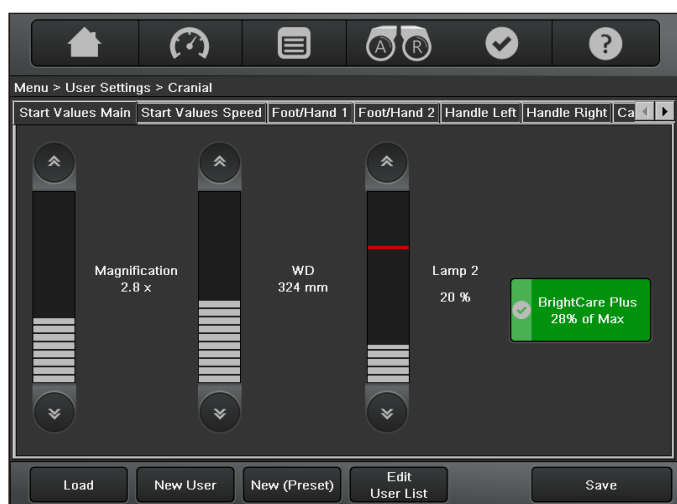 A R ?
Menu > User Settings > Cranial
Start Values Main Start Values Speed Foot/Hand 1 Foot/Hand 2 Handle Left Handle Right Ca
Magnification
2.8 x
WD
324 mm
Lamp 2
20 %
BrightCare Plus
28% of Max
Load New User New (Preset) Edit
User List Save